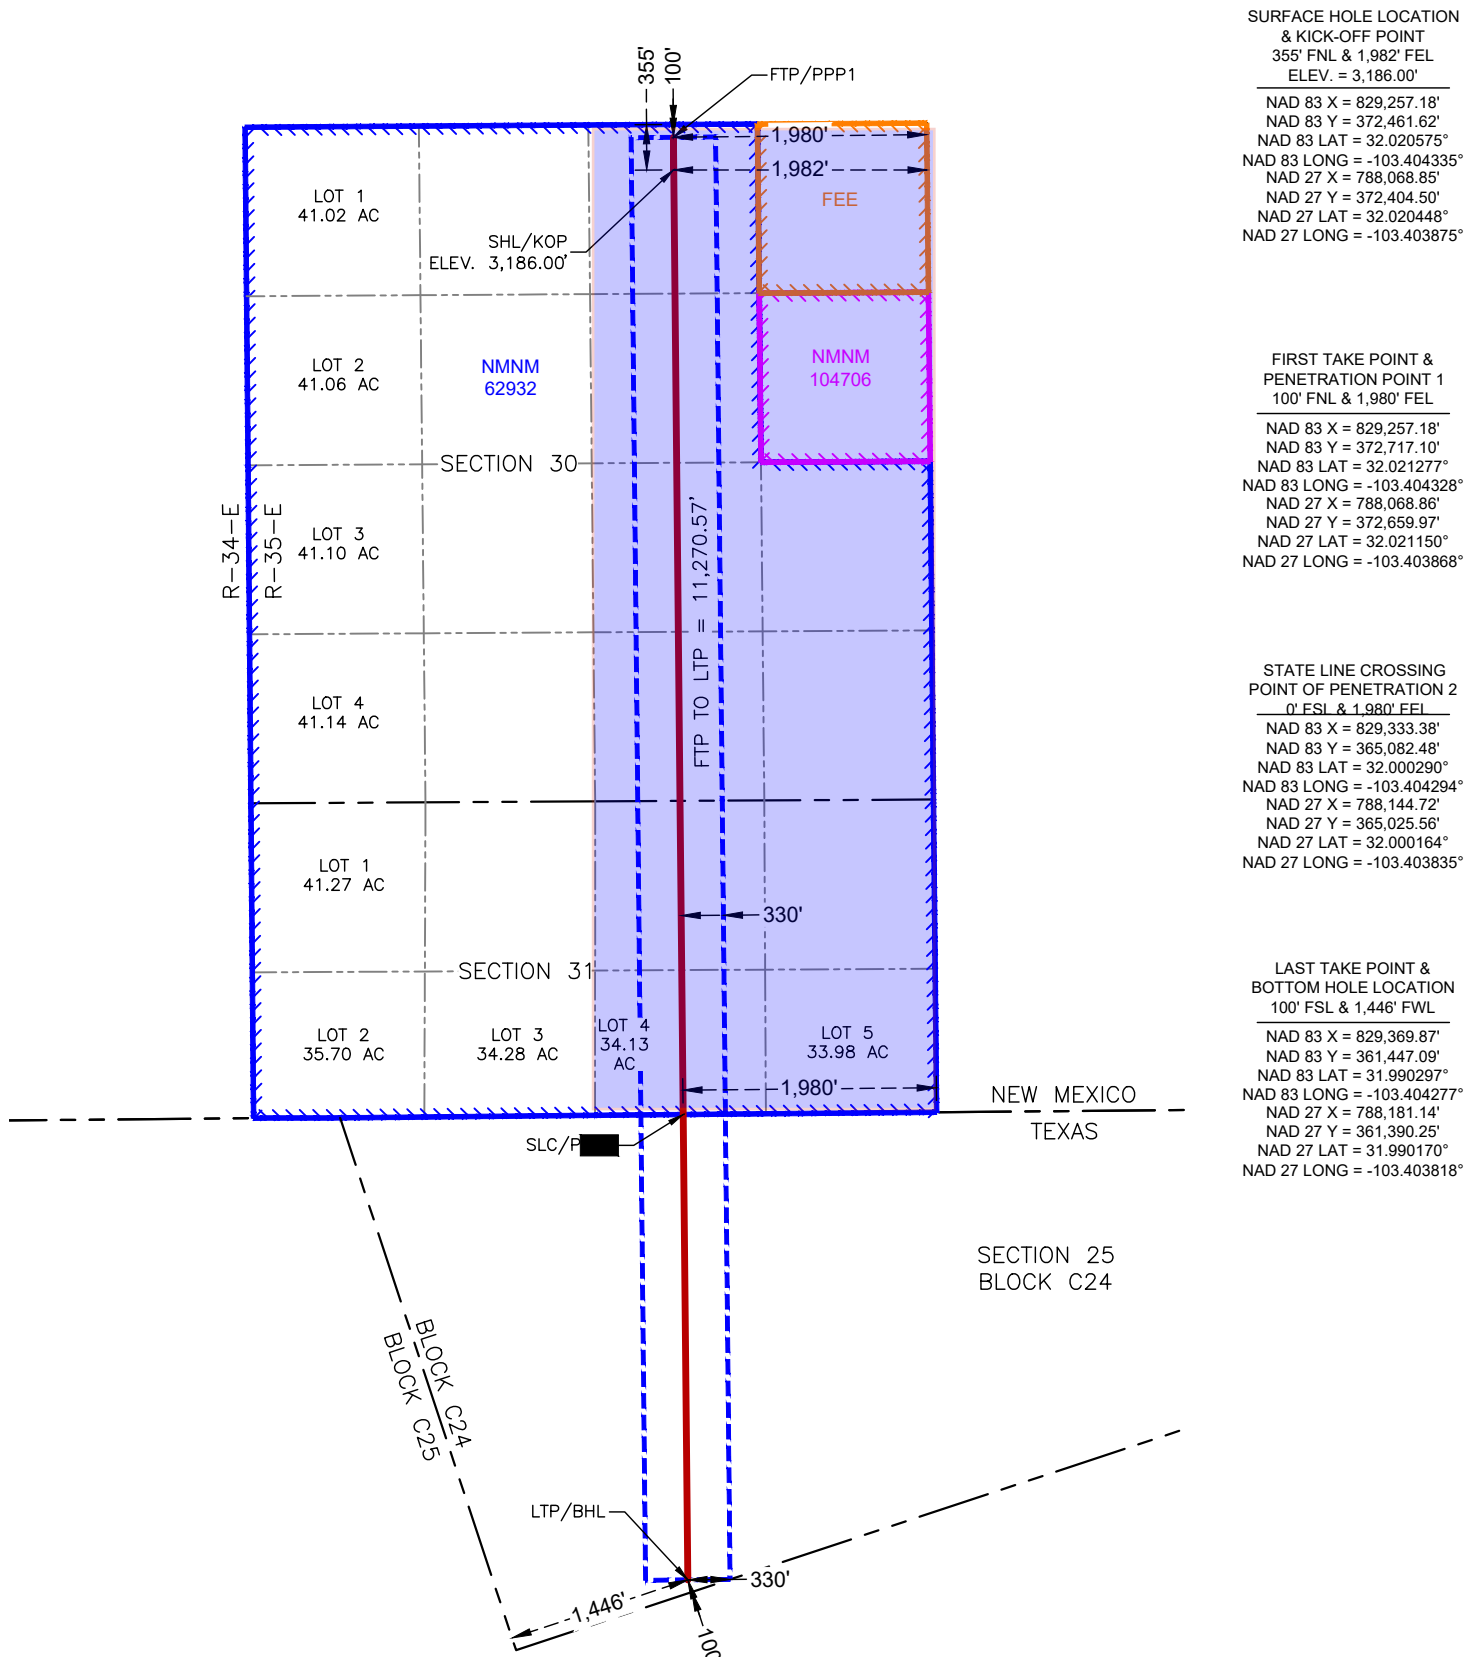 355'
100'
FTP/PPP1
1,980'
1,982'
LOT 1
41.02 AC
FEE
SHL/KOP
ELEV. 3,186.00'
LOT 2
41.06 AC
NMNM
62932
NMNM
104706
SECTION 30
R-34-E
R-35-E
LOT 3
41.10 AC
FTP TO LTP = 11,270.57'
LOT 4
41.14 AC
LOT 1
41.27 AC
330'
SECTION 31
LOT 2
35.70 AC
LOT 3
34.28 AC
LOT 4
34.13
AC
LOT 5
33.98 AC
1,980'
NEW MEXICO
TEXAS
SLC/P
SECTION 25
BLOCK C24
BLOCK C24
BLOCK C25
LTP/BHL
330'
1,446'
100
SURFACE HOLE LOCATION
& KICK-OFF POINT
355' FNL & 1,982' FEL
ELEV. = 3,186.00'
NAD 83 X = 829,257.18'
NAD 83 Y = 372,461.62'
NAD 83 LAT = 32.020575°
NAD 83 LONG = -103.404335°
NAD 27 X = 788,068.85'
NAD 27 Y = 372,404.50'
NAD 27 LAT = 32.020448°
NAD 27 LONG = -103.403875°
FIRST TAKE POINT &
PENETRATION POINT 1
100' FNL & 1,980' FEL
NAD 83 X = 829,257.18'
NAD 83 Y = 372,717.10'
NAD 83 LAT = 32.021277°
NAD 83 LONG = -103.404328°
NAD 27 X = 788,068.86'
NAD 27 Y = 372,659.97'
NAD 27 LAT = 32.021150°
NAD 27 LONG = -103.403868°
STATE LINE CROSSING
POINT OF PENETRATION 2
0' FSL & 1,980' FEL
NAD 83 X = 829,333.38'
NAD 83 Y = 365,082.48'
NAD 83 LAT = 32.000290°
NAD 83 LONG = -103.404294°
NAD 27 X = 788,144.72'
NAD 27 Y = 365,025.56'
NAD 27 LAT = 32.000164°
NAD 27 LONG = -103.403835°
LAST TAKE POINT &
BOTTOM HOLE LOCATION
100' FSL & 1,446' FWL
NAD 83 X = 829,369.87'
NAD 83 Y = 361,447.09'
NAD 83 LAT = 31.990297°
NAD 83 LONG = -103.404277°
NAD 27 X = 788,181.14'
NAD 27 Y = 361,390.25'
NAD 27 LAT = 31.990170°
NAD 27 LONG = -103.403818°